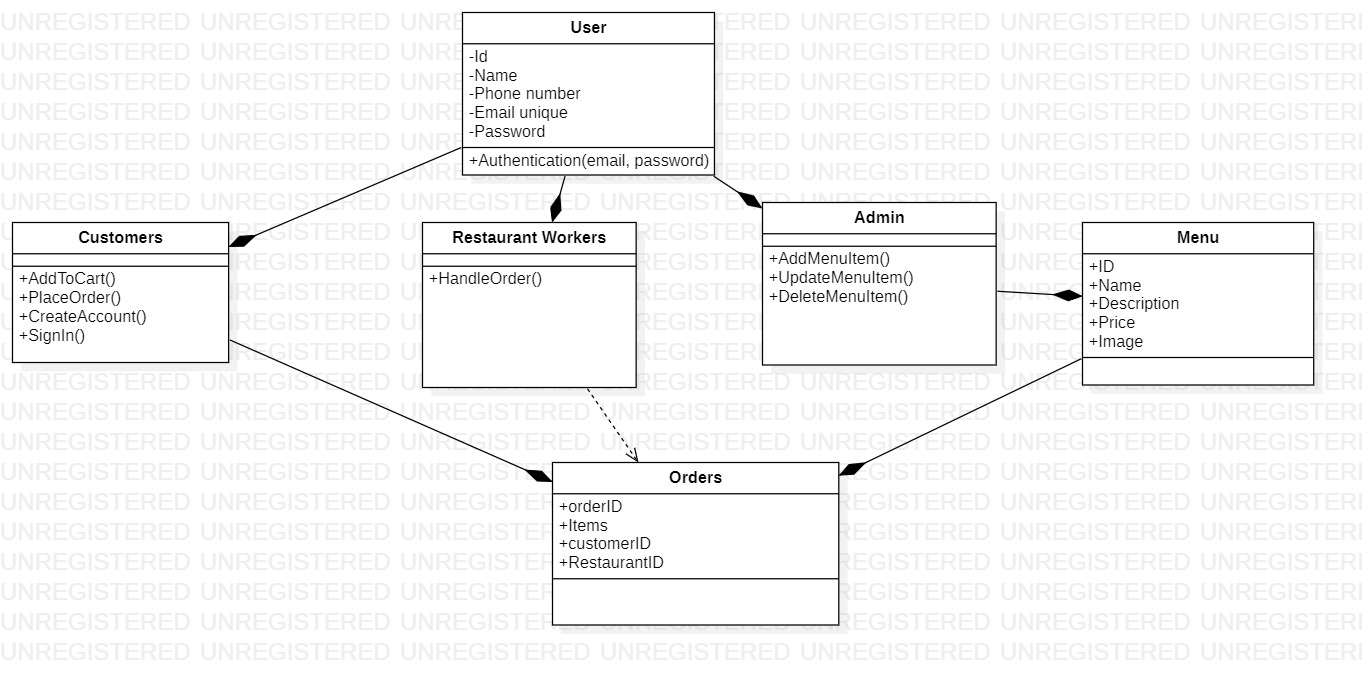 User
-Id
-Name
-Phone number
-Email unique
-Password
+Authentication(email, password)
Customers
+AddToCart()
+PlaceOrder()
+CreateAccount()
+SignIn()
Restaurant Workers
+HandleOrder()
Admin
+AddMenuItem()
+UpdateMenuItem()
+DeleteMenuItem()
Menu
+ID
+Name
+Description
+Price
+Image
Orders
+orderID
+Items
+customerID
+RestaurantID
UNREGISTERED